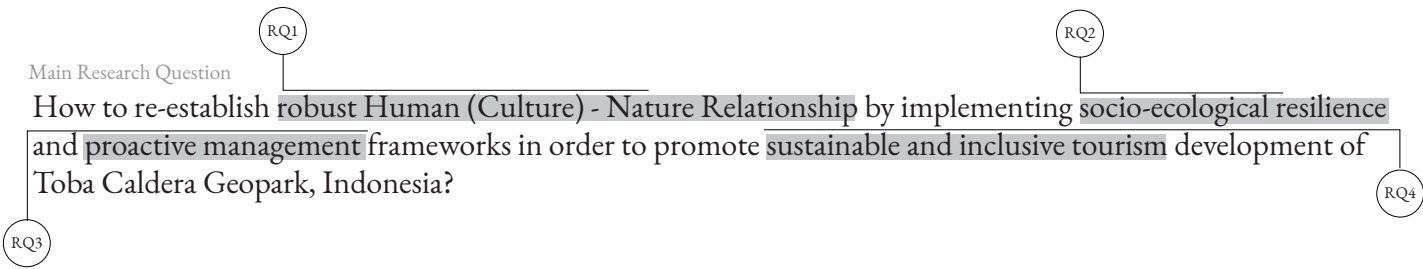 RQ1
RQ2
Main Research Question
How to re-establish robust Human (Culture) - Nature Relationship by implementing socio-ecological resilience
and proactive management frameworks in order to promote sustainable and inclusive tourism development of
Toba Caldera Geopark, Indonesia?
RQ4
RQ3